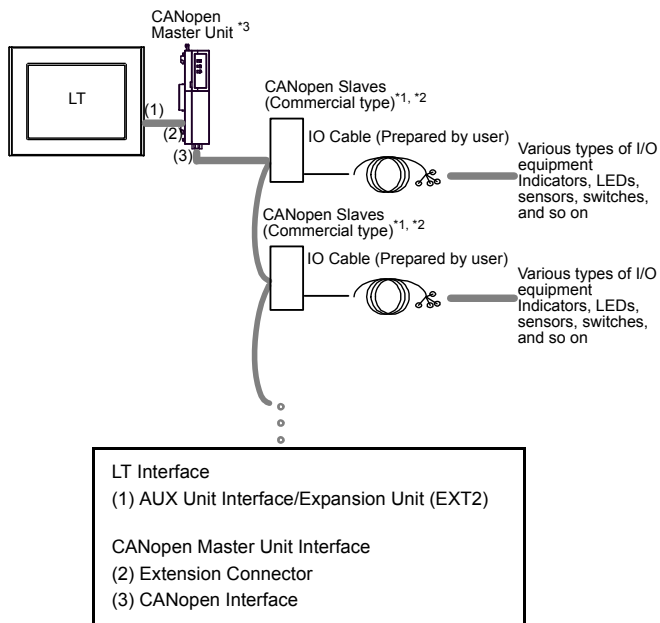 CANopen
Master Unit *3
LT
(1)
(2)
(3)
CANopen Slaves
(Commercial type)*1, *2
IO Cable (Prepared by user)
Various types of I/O
equipment
Indicators, LEDs,
sensors, switches,
and so on
CANopen Slaves
(Commercial type)*1, *2
IO Cable (Prepared by user)
Various types of I/O
equipment
Indicators, LEDs,
sensors, switches,
and so on
LT Interface
(1) AUX Unit Interface/Expansion Unit (EXT2)
CANopen Master Unit Interface
(2) Extension Connector
(3) CANopen Interface